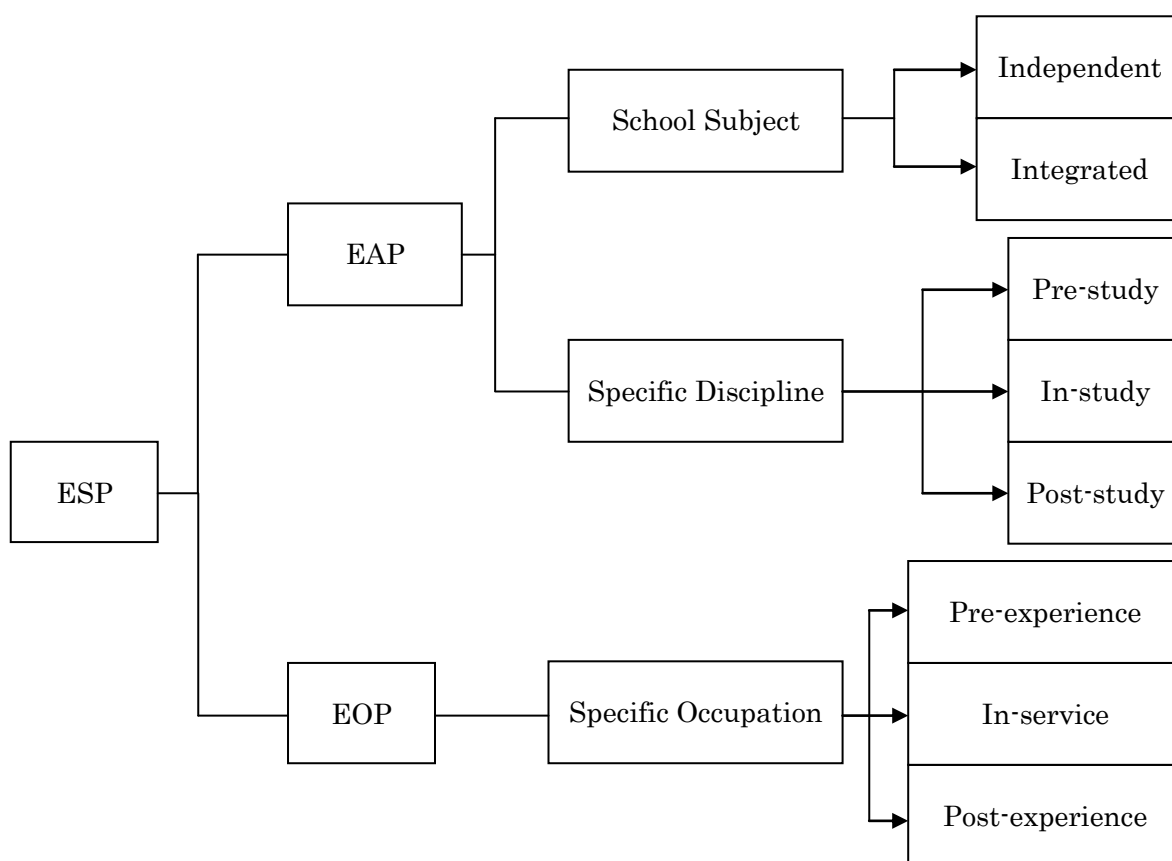 Independent
School Subject
Integrated
EAP
Pre-study
Specific Discipline
In-study
ESP
Post-study
Pre-experience
EOP
Specific Occupation
In-service
Post-experience